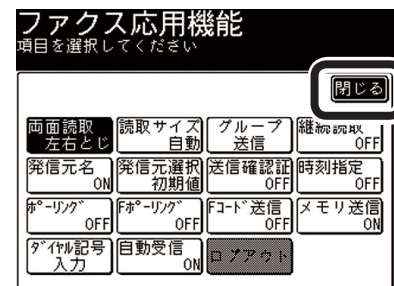 ファクス応用機能
項目を選択してください
閉じる
両面読取 読取サイズ グループ 継続読取
左右とじ 自動 送信 OFF
発信元名 発信元選択 送信確認証 時刻指定
ON 初期値 OFF OFF
ﾎﾟｰﾘﾝｸﾞ Fﾎﾟｰﾘﾝｸﾞ Fｺｰﾄﾞ送信 メモリ送信
OFF OFF OFF ON
ﾀﾞｲﾔﾙ記号 自動受信 ログアウト
入力 ON